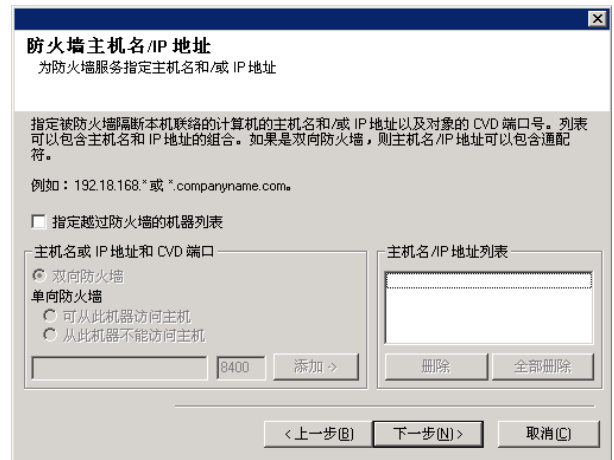 防火墙主机名/IP 地址
为防火墙服务指定主机名和/或 IP 地址
指定被防火墙隔断本机联络的计算机的主机名和/或 IP 地址以及对象的 CVD 端口号。列表
可以包含主机名和 IP 地址的组合。如果是双向防火墙，则主机名/IP 地址可以包含通配
符。
例如：192.18.168.* 或 *.companyname.com。
指定越过防火墙的机器列表
主机名或 IP 地址和 CVD 端口
双向防火墙
单向防火墙
可从此机器访问主机
从此机器不能访问主机
8400
添加 ->
主机名/IP 地址列表
删除
全部删除
<上一步(B)
下一步(N)>
取消(C)